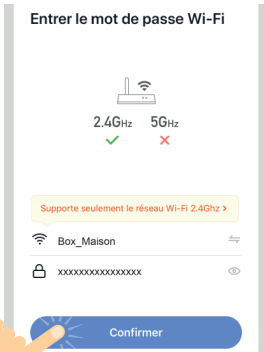 Entrer le mot de passe Wi-Fi
2.4GHz 5GHz
Supporte seulement le réseau Wi-Fi 2.4Ghz >
Box_Maison
xxxxxxxxxxxxxxxx
Confirmer